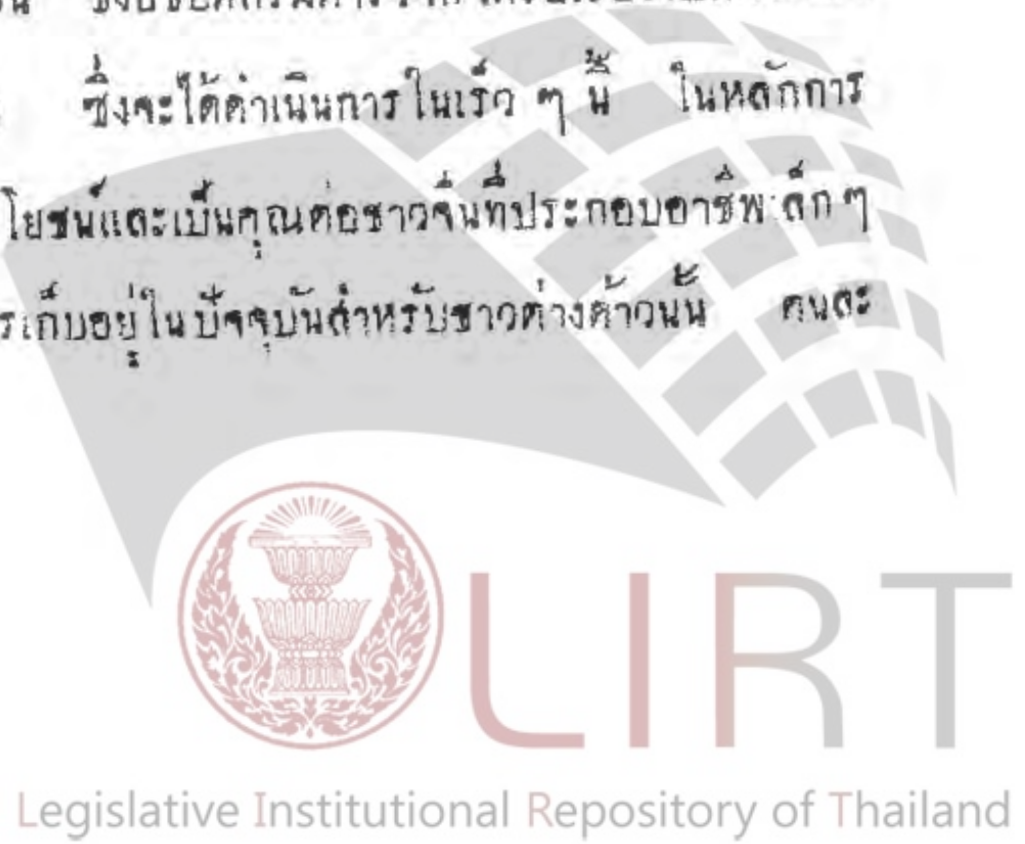 ซึ่งจะได้ดำเนินการในเร็ว ๆ นี้ ในหลักการ
โยชน์และเป็นคุณต่อชาวจีนที่ประกอบอาชีพเล็กๆ
รเก็บอยู่ในปัจจุบันสำหรับชาวต่างด้าวนั้น คนละ
LIRT
Legislative Institutional Repository of Thailand